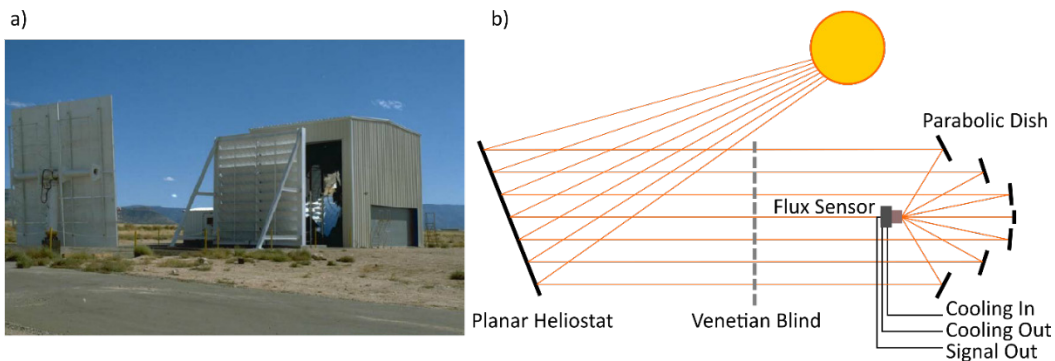 a)
b)
Parabolic Dish
Flux Sensor
Planar Heliostat
Venetian Blind
Cooling In
Cooling Out
Signal Out